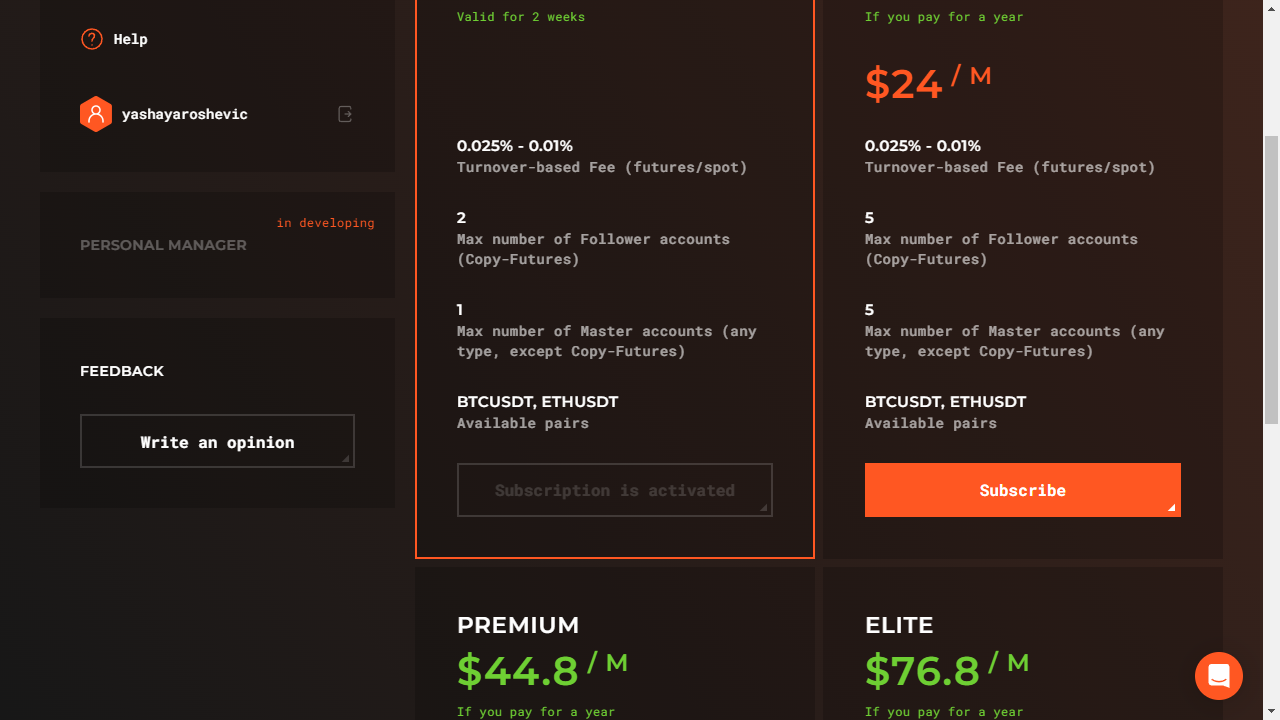 Help
yashayaroshevic
in developing
PERSONAL MANAGER
FEEDBACK
Write an opinion
Valid for 2 weeks
0.025% - 0.01%
Turnover-based Fee (futures/spot)
2
Max number of Follower accounts
(Copy-Futures)
1
Max number of Master accounts (any
type, except Copy-Futures)
BTCUSDT, ETHUSDT
Available pairs
Subscription is activated
If you pay for a year
$24 / M
0.025% - 0.01%
Turnover-based Fee (futures/spot)
5
Max number of Follower accounts
(Copy-Futures)
5
Max number of Master accounts (any
type, except Copy-Futures)
BTCUSDT, ETHUSDT
Available pairs
Subscribe
PREMIUM
$44.8 / M
If you pay for a year
ELITE
$76.8 / M
If you pay for a year